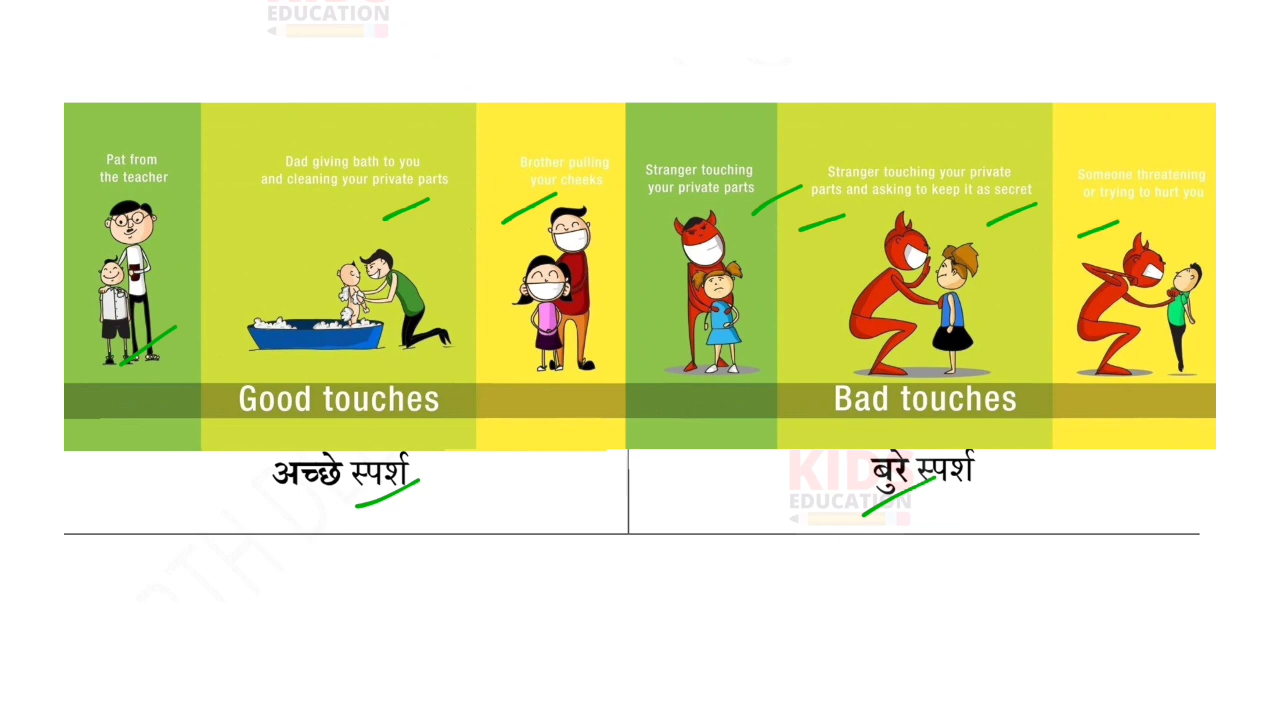 KIDS
EDUCATION
Pat from
the teacher
Dad giving bath to you
and cleaning your private parts
Brother pulling
your cheeks
Stranger touching
your private parts
Stranger touching your private
parts and asking to keep it as secret
Someone threatening
or trying to hurt you
Good touches
Bad touches
अच्छे स्पर्श
बुरे स्पर्श
KIDS
EDUCATION